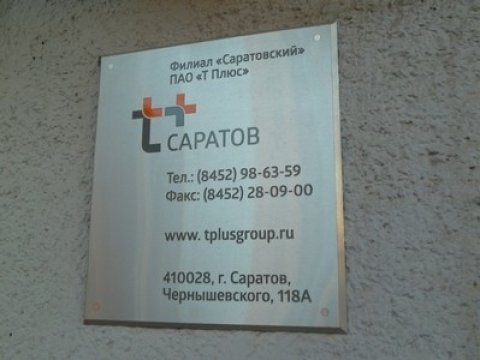 Филиал «Саратовский»
ПАО «Т Плюс»
САРАТОВ
Тел.: (8452) 98-63-59
Факс: (8452) 28-09-00
www. tplusgroup.ru
410028, г. Саратов,
Чернышевского, 118А